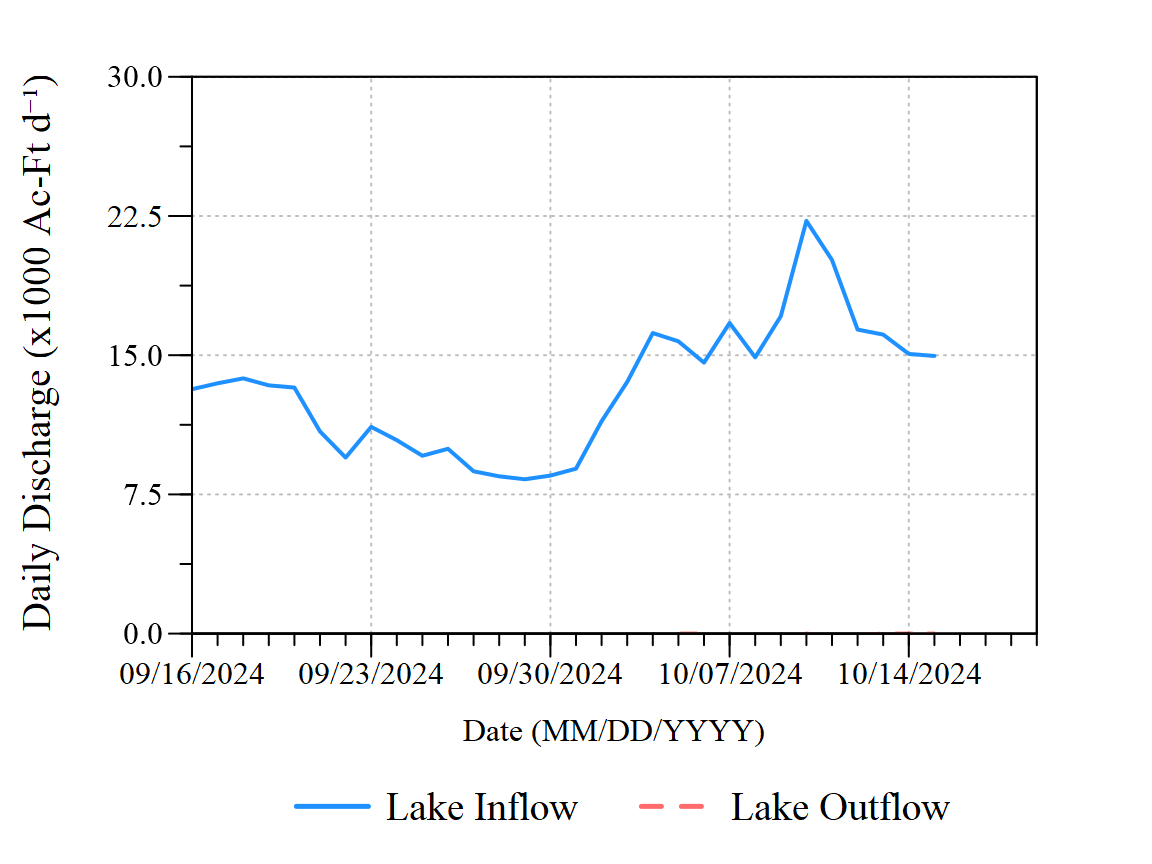 Daily Discharge (x1000 Ac-Ft d⁻¹)
30.0
22.5
15.0
7.5
0.0
09/16/2024 09/23/2024 09/30/2024 10/07/2024 10/14/2024
Date (MM/DD/YYYY)
Lake Inflow Lake Outflow